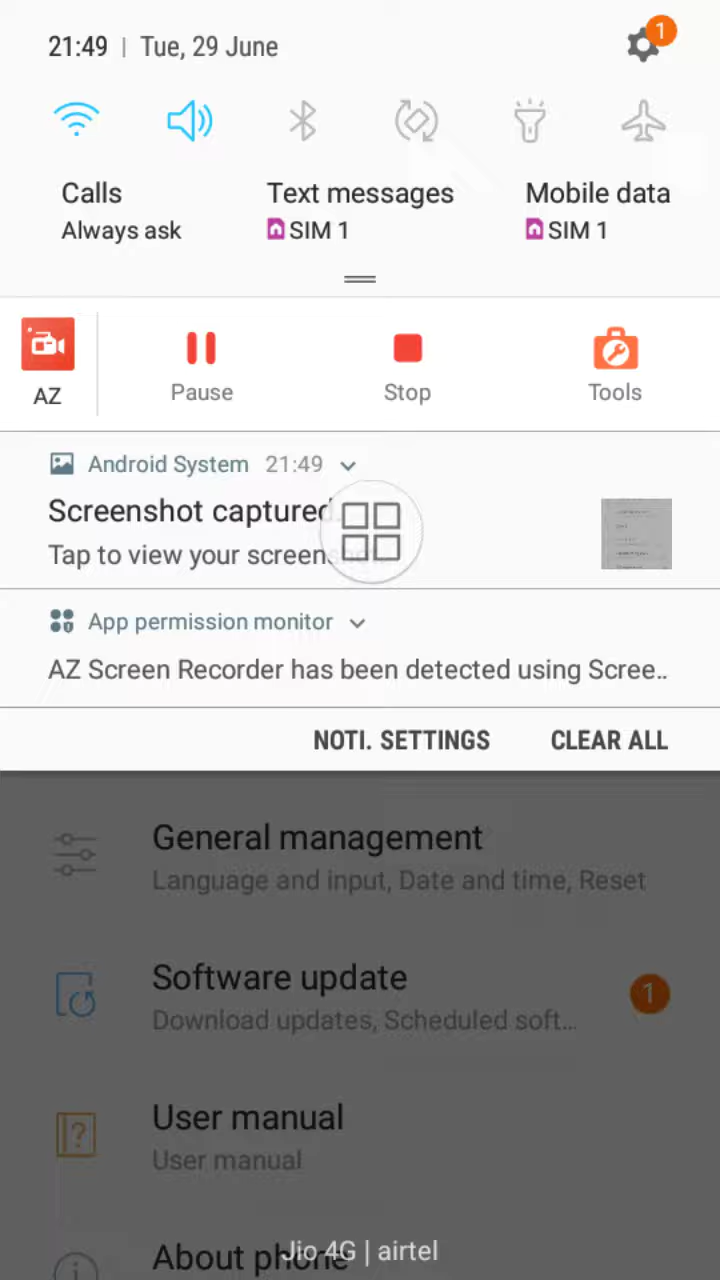 21:49 | Tue, 29 June
1
Calls
Always ask
Text messages
SIM 1
Mobile data
SIM 1
AZ
Pause
Stop
Tools
Android System 21:49
Screenshot captured.
Tap to view your screenshot.
App permission monitor
AZ Screen Recorder has been detected using Scree..
NOTI. SETTINGS
CLEAR ALL
General management
Language and input, Date and time, Reset
Software update
Download updates, Scheduled soft...
1
User manual
User manual
About phone
Jio 4G | airtel